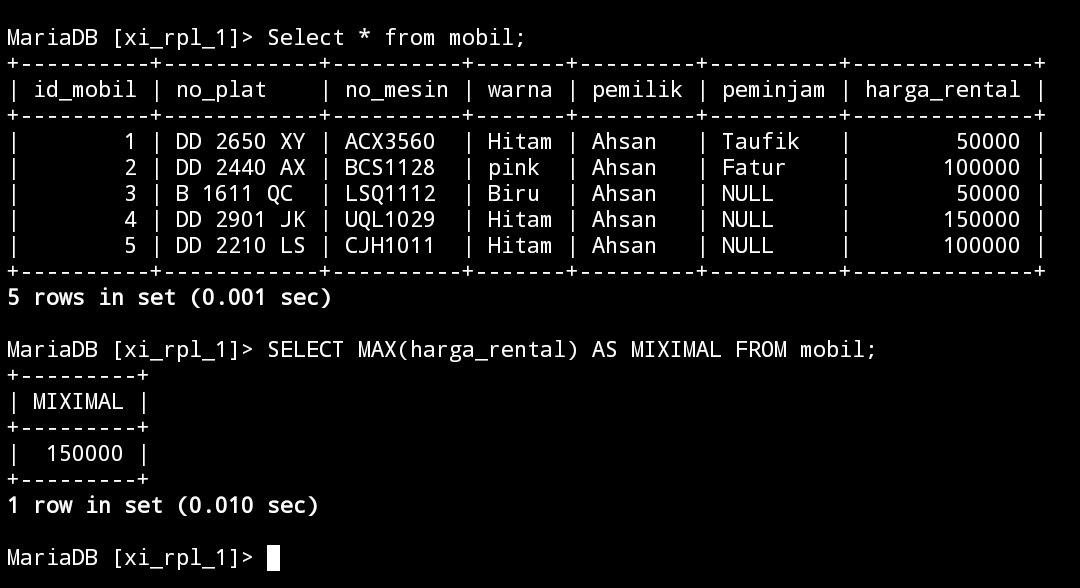 MariaDB [xi_rpl_1]> Select * from mobil;
+----------+------------+----------+-------+---------+----------+--------------+
| id_mobil | no_plat    | no_mesin | warna | pemilik | peminjam | harga_rental |
+----------+------------+----------+-------+---------+----------+--------------+
|        1 | DD 2650 XY | ACX3560  | Hitam | Ahsan   | Taufik   |        50000 |
|        2 | DD 2440 AX | BCS1128  | pink  | Ahsan   | Fatur    |       100000 |
|        3 | B 1611 QC  | LSQ1112  | Biru  | Ahsan   | NULL     |        50000 |
|        4 | DD 2901 JK | UQL1029  | Hitam | Ahsan   | NULL     |       150000 |
|        5 | DD 2210 LS | CJH1011  | Hitam | Ahsan   | NULL     |       100000 |
+----------+------------+----------+-------+---------+----------+--------------+
5 rows in set (0.001 sec)
MariaDB [xi_rpl_1]> SELECT MAX(harga_rental) AS MIXIMAL FROM mobil;
+---------+
| MIXIMAL |
+---------+
|  150000 |
+---------+
1 row in set (0.010 sec)
MariaDB [xi_rpl_1]>